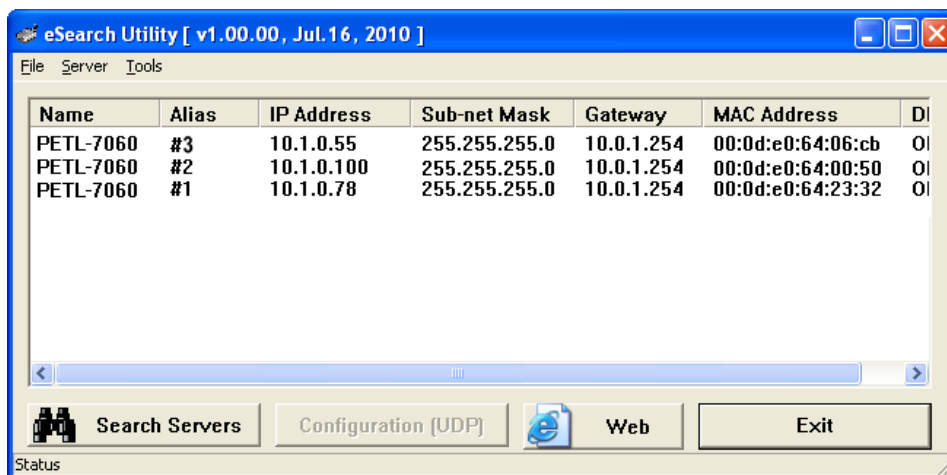 eSearch Utility [ v1.00.00, Jul.16, 2010 ]
File Server Tools
Name Alias IP Address Sub-net Mask Gateway MAC Address
PETL-7060 #3 10.1.0.55 255.255.255.0 10.0.1.254 00:0d:e0:64:06:cb
PETL-7060 #2 10.1.0.100 255.255.255.0 10.0.1.254 00:0d:e0:64:00:50
PETL-7060 #1 10.1.0.78 255.255.255.0 10.0.1.254 00:0d:e0:64:23:32
Search Servers Configuration (UDP) Web Exit
Status